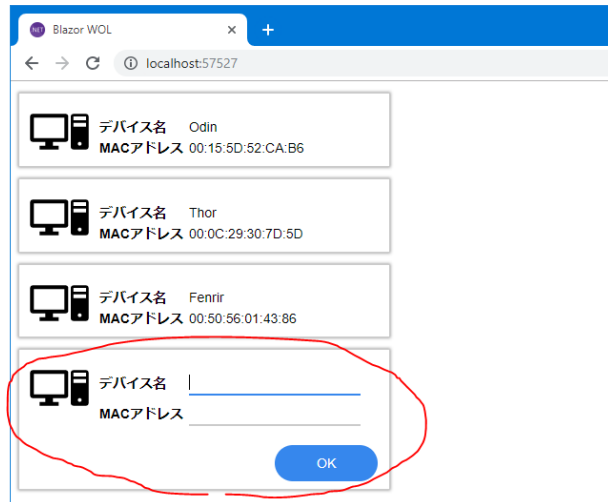 Blazor WOL
localhost:57527
デバイス名 Odin
MACアドレス 00:15:5D:52:CA:B6
デバイス名 Thor
MACアドレス 00:0C:29:30:7D:5D
デバイス名 Fenrir
MACアドレス 00:50:56:01:43:86
デバイス名
MACアドレス
OK